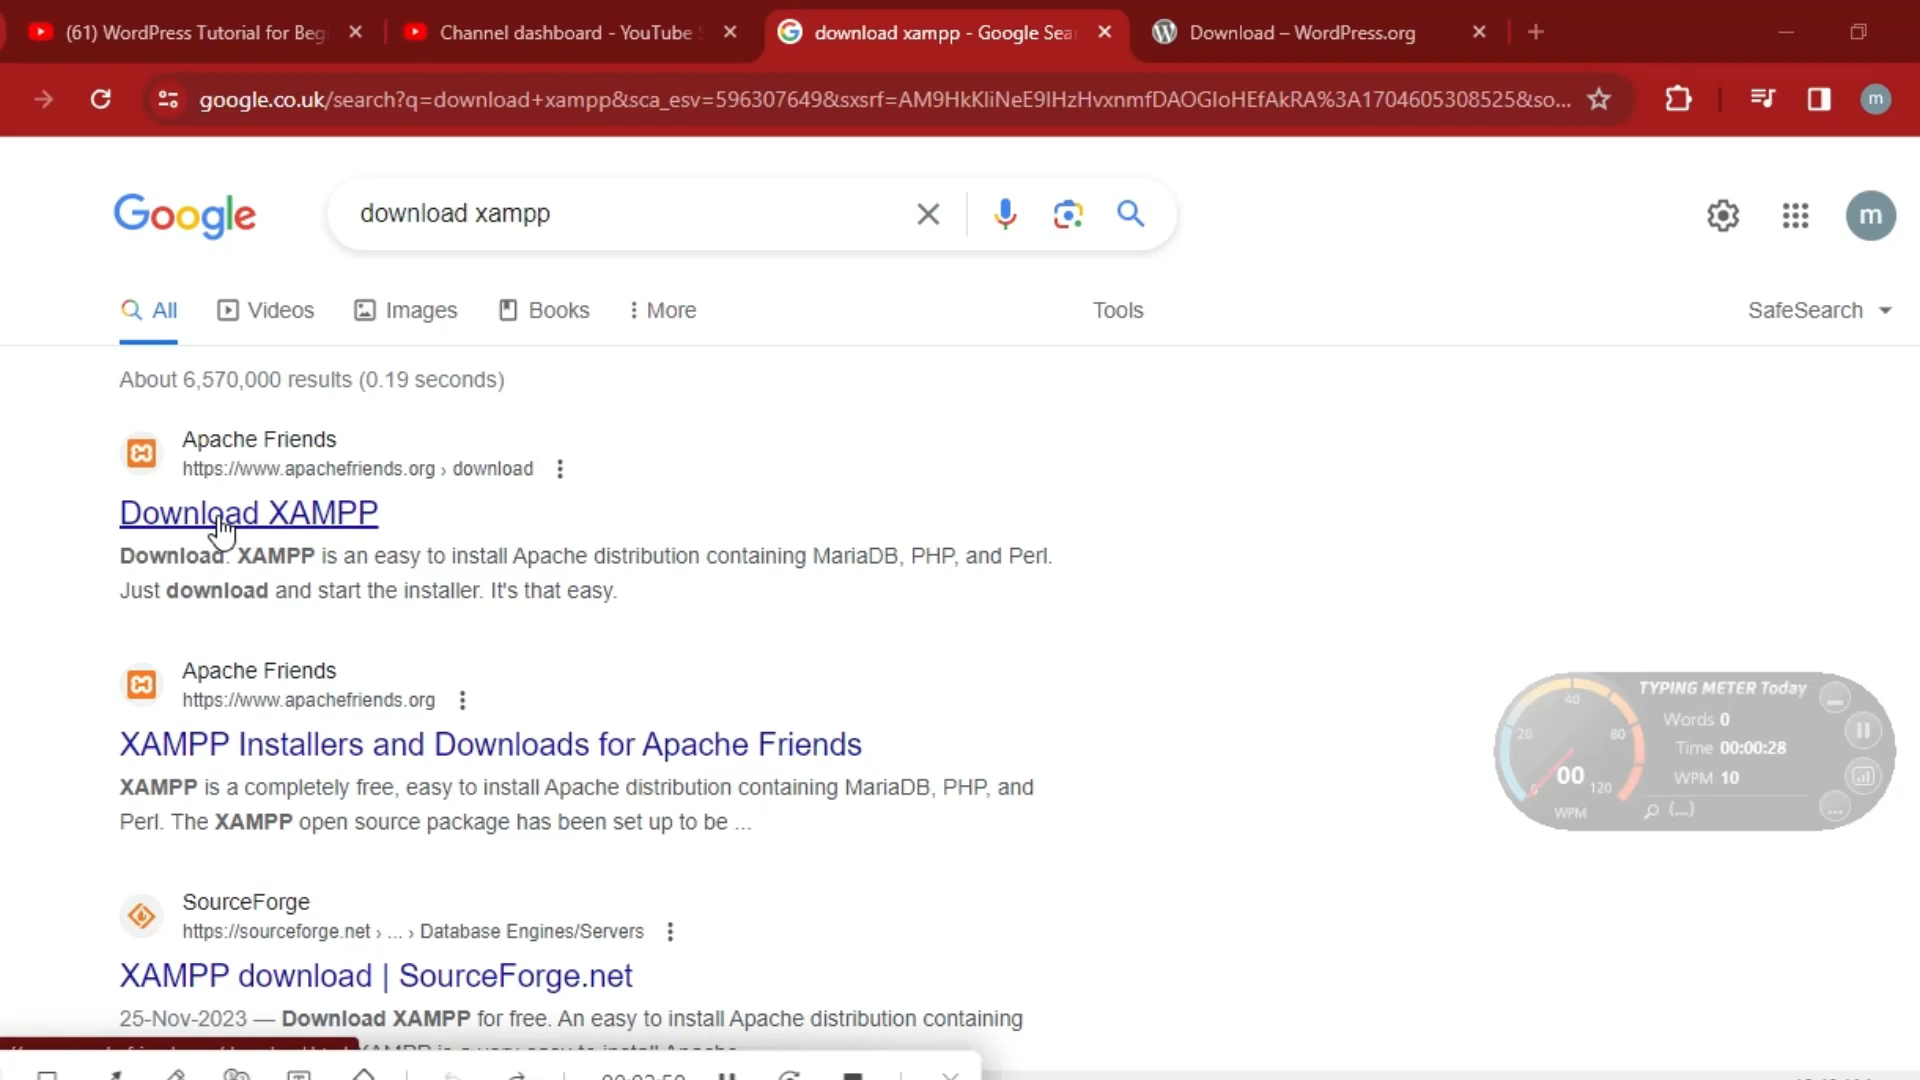 (61) WordPress Tutorial for Beg
Channel dashboard - YouTube S
download xampp - Google Sea
Download – WordPress.org
google.co.uk/search?q=download+xampp&sca_esv=596307649&sxsrf=AM9HkKliNeE9lHzHvxnmfDAOGIoHEfAkRA%3A1704605308525&so...
m
Google
download xampp
m
All
Videos
Images
Books
More
Tools
SafeSearch
About 6,570,000 results (0.19 seconds)
Apache Friends
https://www.apachefriends.org › download
Download XAMPP
Download. XAMPP is an easy to install Apache distribution containing MariaDB, PHP, and Perl.
Just download and start the installer. It's that easy.
Apache Friends
https://www.apachefriends.org
XAMPP Installers and Downloads for Apache Friends
XAMPP is a completely free, easy to install Apache distribution containing MariaDB, PHP, and
Perl. The XAMPP open source package has been set up to be ...
TYPING METER Today
Words 0
Time 00:00:28
WPM 10
(...)
0
20
40
80
120
00
WPM
SourceForge
https://sourceforge.net › ... › Database Engines/Servers
XAMPP download | SourceForge.net
25-Nov-2023 — Download XAMPP for free. An easy to install Apache distribution containing